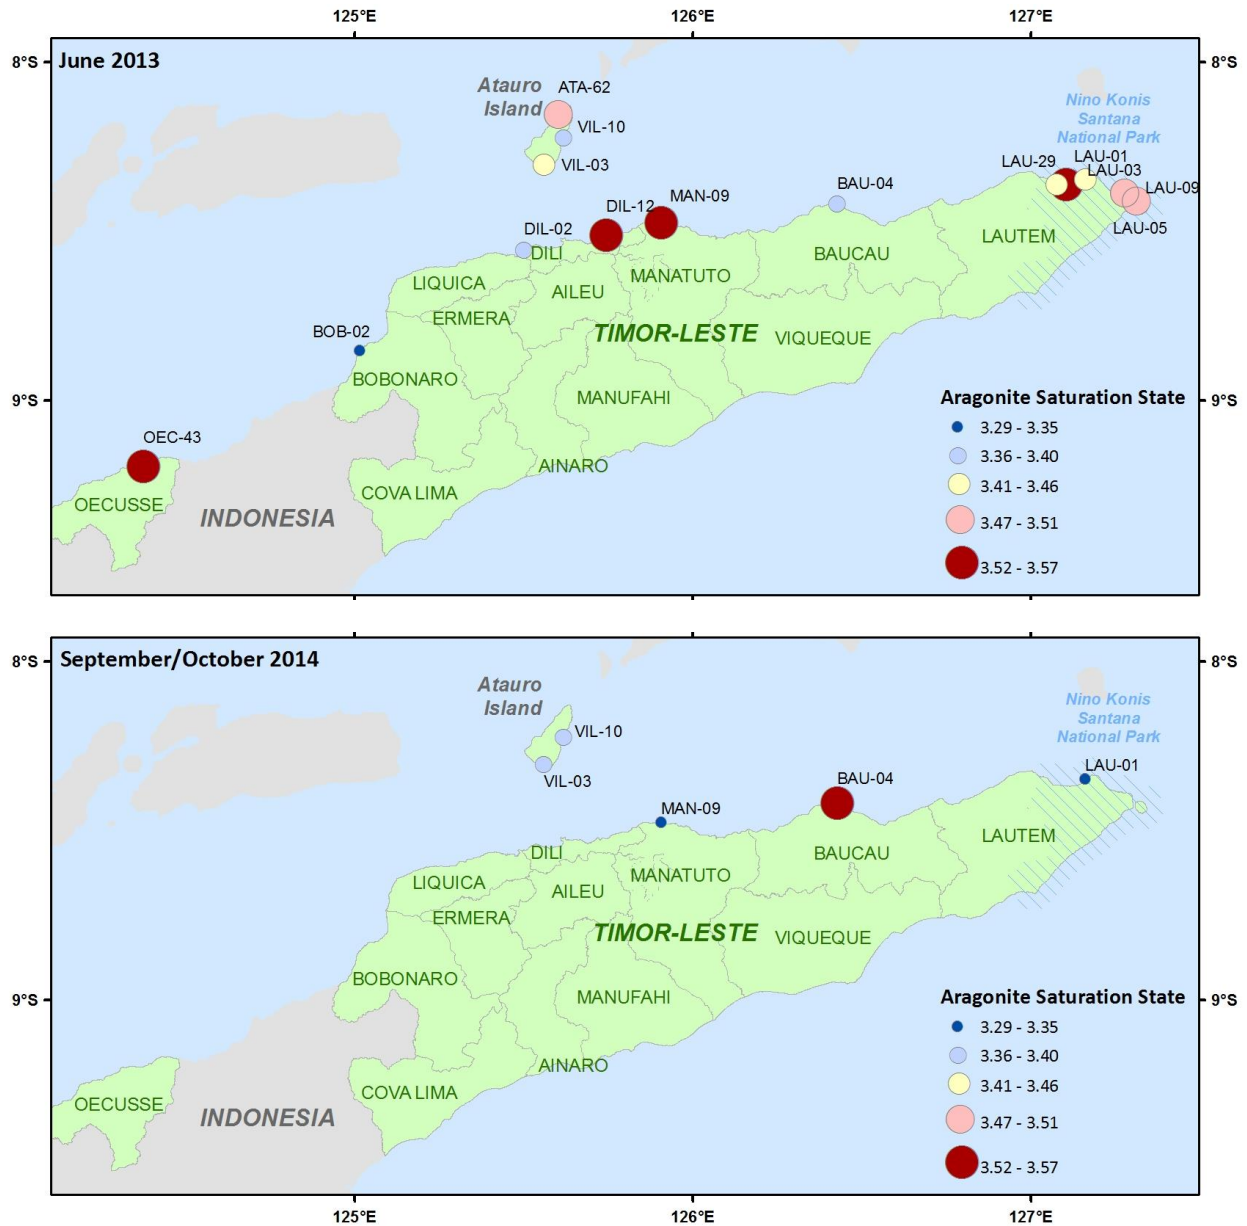 125°E
126°E
127°E
8°S
June 2013
8°S
Atauro
Island
ATA-62
VIL-10
VIL-03
Nino Konis
Santana
National Park
LAU-29
LAU-01
LAU-03
LAU-09
LAU-05
BAU-04
MAN-09
DIL-12
DIL-02
DILI
LAUTEM
BAUCAU
MANATUTO
LIQUICA
AILEU
ERMERA
TIMOR-LESTE
VIQUEQUE
BOB-02
BOBONARO
MANUFAHI
9°S
9°S
Aragonite Saturation State
3.29 - 3.35
3.36 - 3.40
3.41 - 3.46
3.47 - 3.51
3.52 - 3.57
OEC-43
AINARO
COVA LIMA
OECUSSE
INDONESIA
8°S
September/October 2014
8°S
Atauro
Island
VIL-10
VIL-03
Nino Konis
Santana
National Park
LAU-01
BAU-04
MAN-09
LAUTEM
DILI
BAUCAU
MANATUTO
LIQUICA
AILEU
ERMERA
TIMOR-LESTE
VIQUEQUE
BOBONARO
MANUFAHI
9°S
9°S
Aragonite Saturation State
3.29 - 3.35
3.36 - 3.40
3.41 - 3.46
3.47 - 3.51
3.52 - 3.57
AINARO
COVA LIMA
OECUSSE
INDONESIA
125°E
126°E
127°E